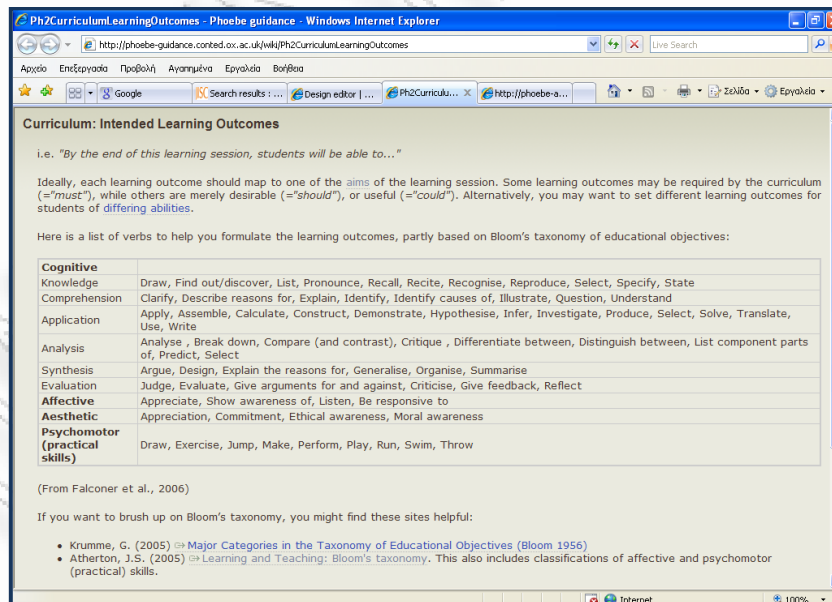 Ph2CurriculumLearningOutcomes - Phoebe guidance - Windows Internet Explorer
http://phoebe-guidance.conted.ox.ac.uk/wiki/Ph2CurriculumLearningOutcomes
Live Search
Αρχείο Επεξεργασία Προβολή Αγαπημένα Εργαλεία Βοήθεια
Google
Search results : ...
Design editor | ...
Ph2Curriculu...
http://phoebe-a...
Σελίδα
Εργαλεία
Curriculum: Intended Learning Outcomes
i.e. "By the end of this learning session, students will be able to..."
Ideally, each learning outcome should map to one of the aims of the learning session. Some learning outcomes may be required by the curriculum
(="must"), while others are merely desirable (="should"), or useful (="could"). Alternatively, you may want to set different learning outcomes for
students of differing abilities.
Here is a list of verbs to help you formulate the learning outcomes, partly based on Bloom's taxonomy of educational objectives:
Cognitive
Knowledge Draw, Find out/discover, List, Pronounce, Recall, Recite, Recognise, Reproduce, Select, Specify, State
Comprehension Clarify, Describe reasons for, Explain, Identify, Identify causes of, Illustrate, Question, Understand
Application Apply, Assemble, Calculate, Construct, Demonstrate, Hypothesise, Infer, Investigate, Produce, Select, Solve, Translate,
Use, Write
Analysis Analyse , Break down, Compare (and contrast), Critique , Differentiate between, Distinguish between, List component parts
of, Predict, Select
Synthesis Argue, Design, Explain the reasons for, Generalise, Organise, Summarise
Evaluation Judge, Evaluate, Give arguments for and against, Criticise, Give feedback, Reflect
Affective Appreciate, Show awareness of, Listen, Be responsive to
Aesthetic Appreciation, Commitment, Ethical awareness, Moral awareness
Psychomotor
(practical Draw, Exercise, Jump, Make, Perform, Play, Run, Swim, Throw
skills)
(From Falconer et al., 2006)
If you want to brush up on Bloom's taxonomy, you might find these sites helpful:
• Krumme, G. (2005) Major Categories in the Taxonomy of Educational Objectives (Bloom 1956)
• Atherton, J.S. (2005) Learning and Teaching: Bloom's taxonomy. This also includes classifications of affective and psychomotor
(practical) skills.
Internet
100%